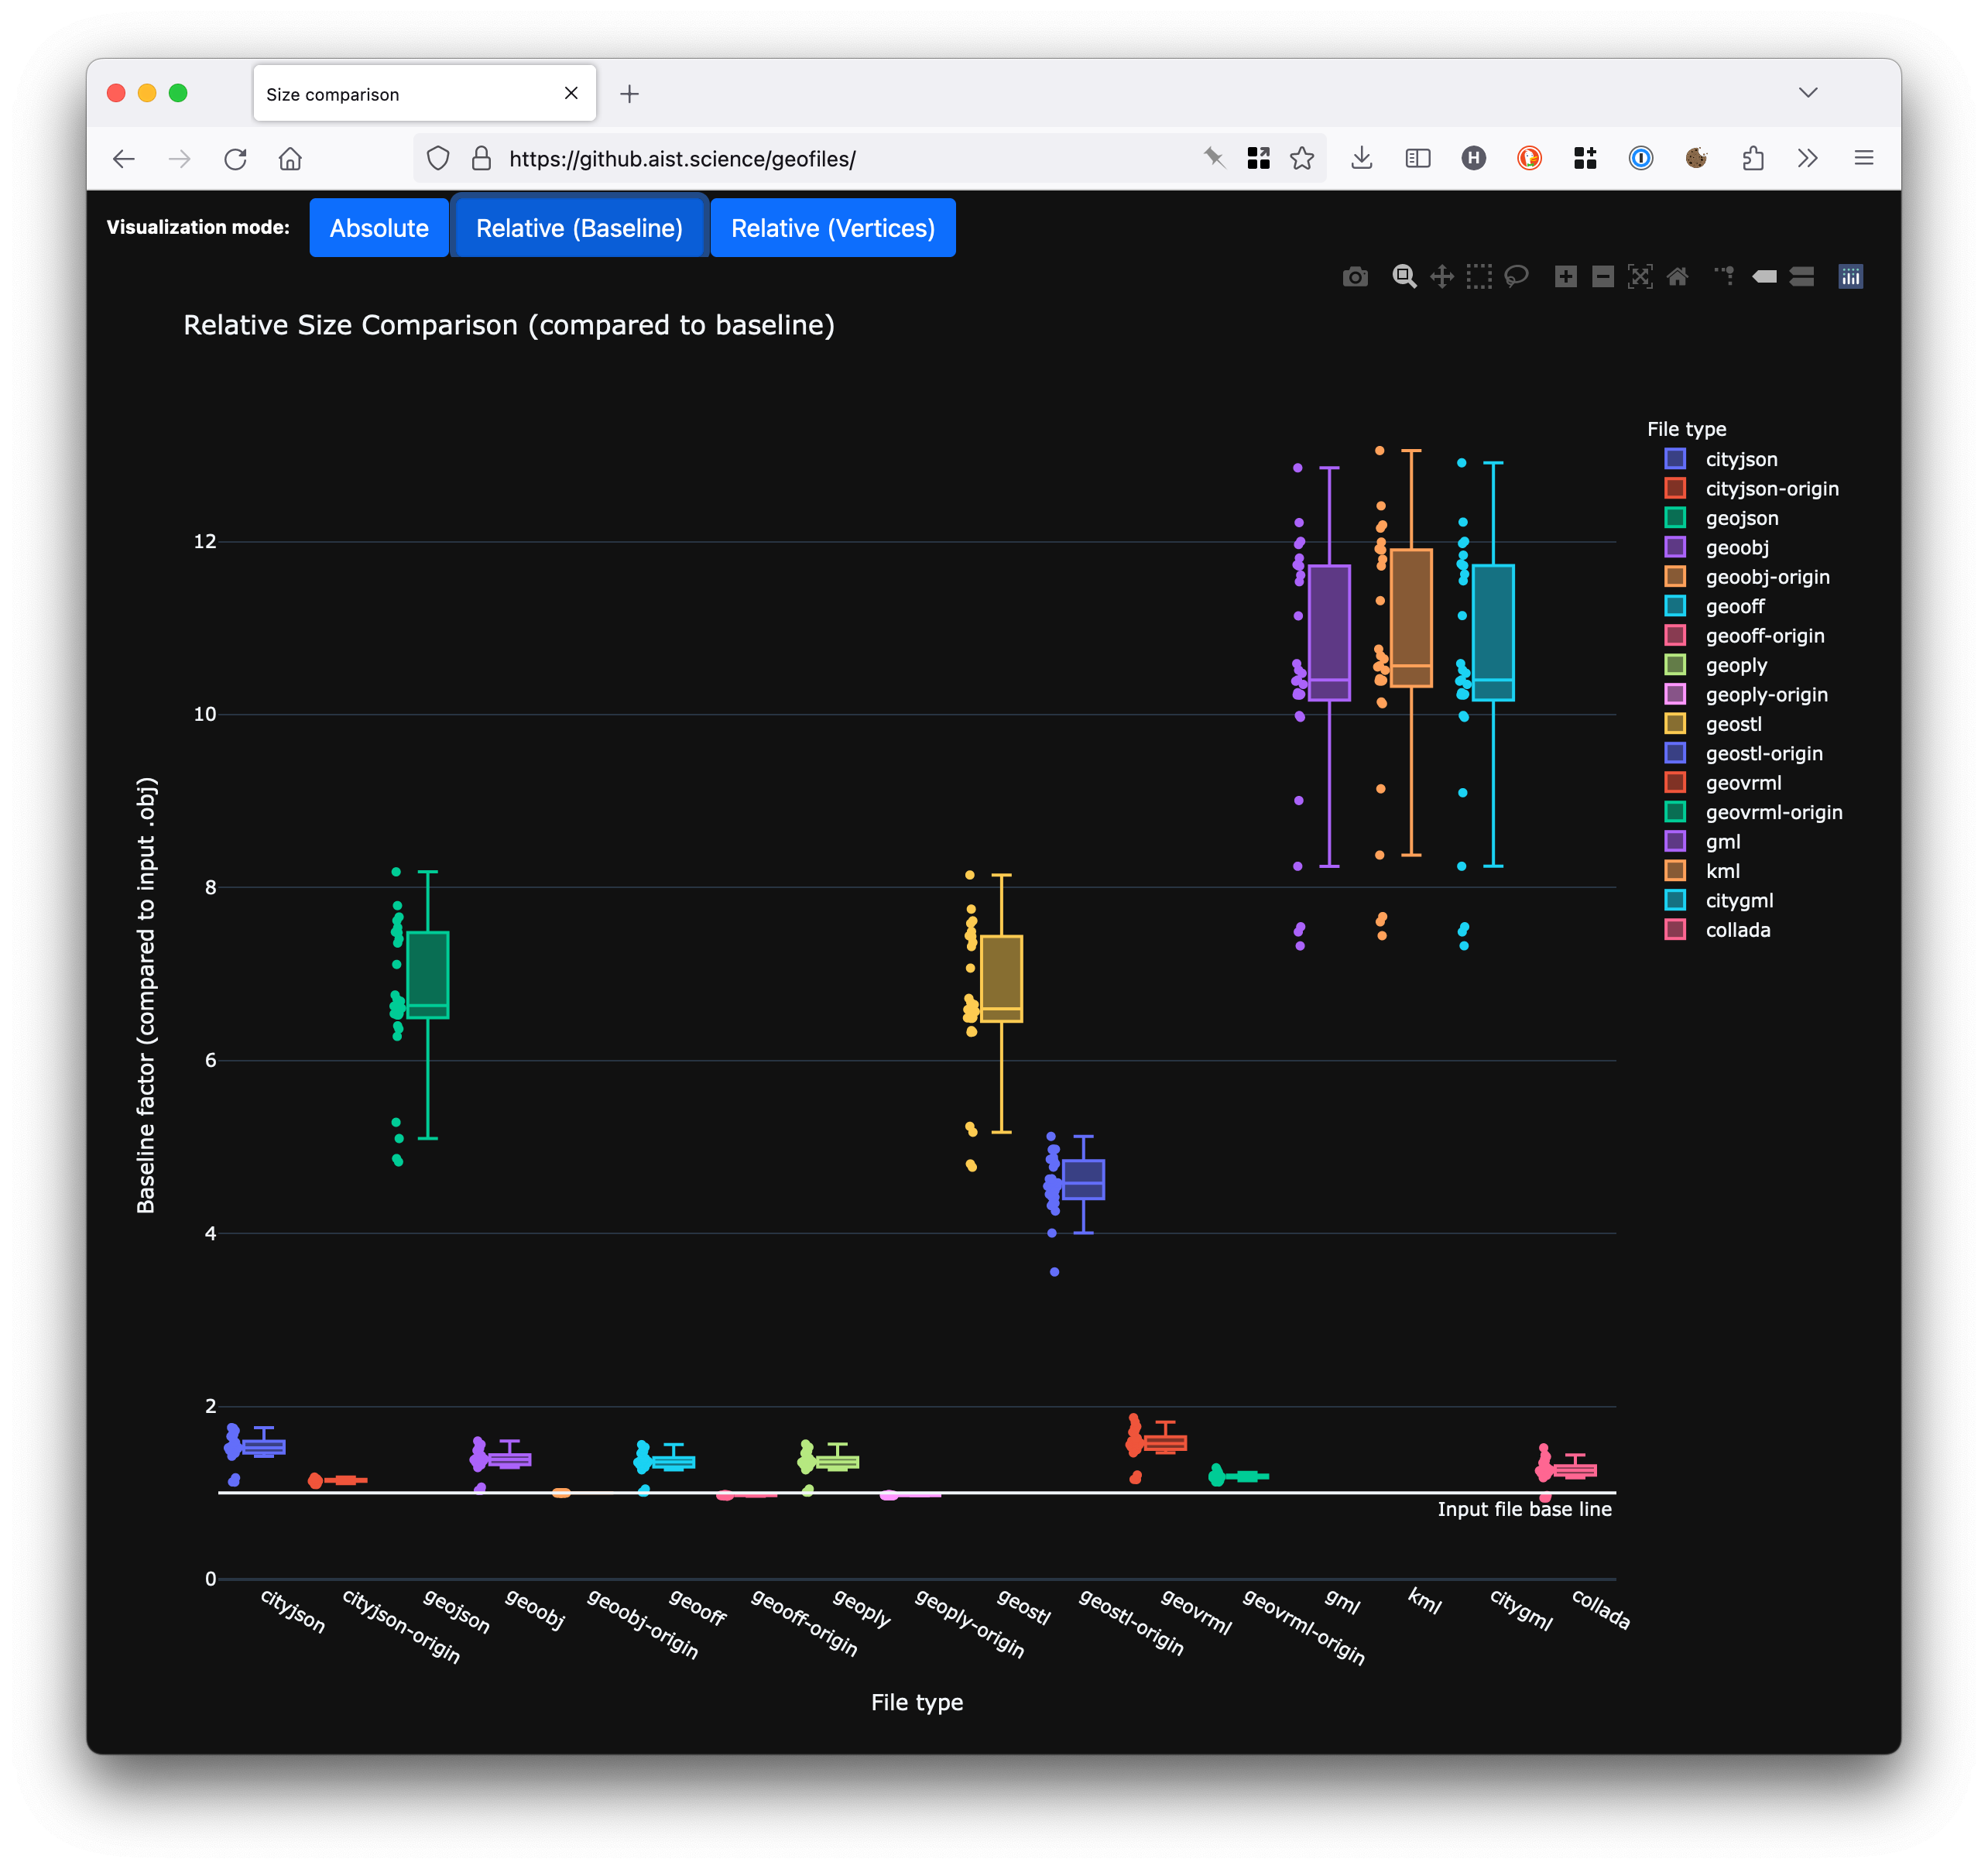 Size comparison
https://github.aist.science/geofiles/
Visualization mode:
Absolute
Relative (Baseline)
Relative (Vertices)
Relative Size Comparison (compared to baseline)
File type
cityjson
cityjson-origin
geojson
geoobj
geoobj-origin
geooff
geooff-origin
geoply
geoply-origin
geostl
geostl-origin
geovrml
geovrml-origin
gml
kml
citygml
collada
Baseline factor (compared to input .obj)
12
10
8
6
4
2
0
Input file base line
cityjson
cityjson-origin
geojson
geoobj
geoobj-origin
geooff
geooff-origin
geoply
geoply-origin
geostl
geostl-origin
geovrml
geovrml-origin
gml
kml
citygml
collada
File type